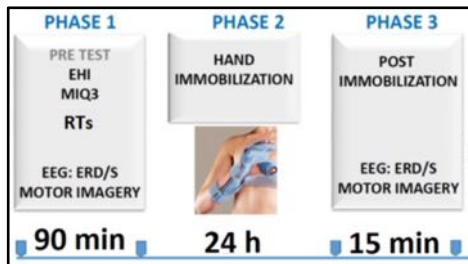 PHASE 1
PRE TEST
EHI
MIQ3
RTs
EEG: ERD/S
MOTOR IMAGERY
90 min
PHASE 2
HAND
IMMOBILIZATION
24 h
PHASE 3
POST
IMMOBILIZATION
EEG: ERD/S
MOTOR IMAGERY
15 min